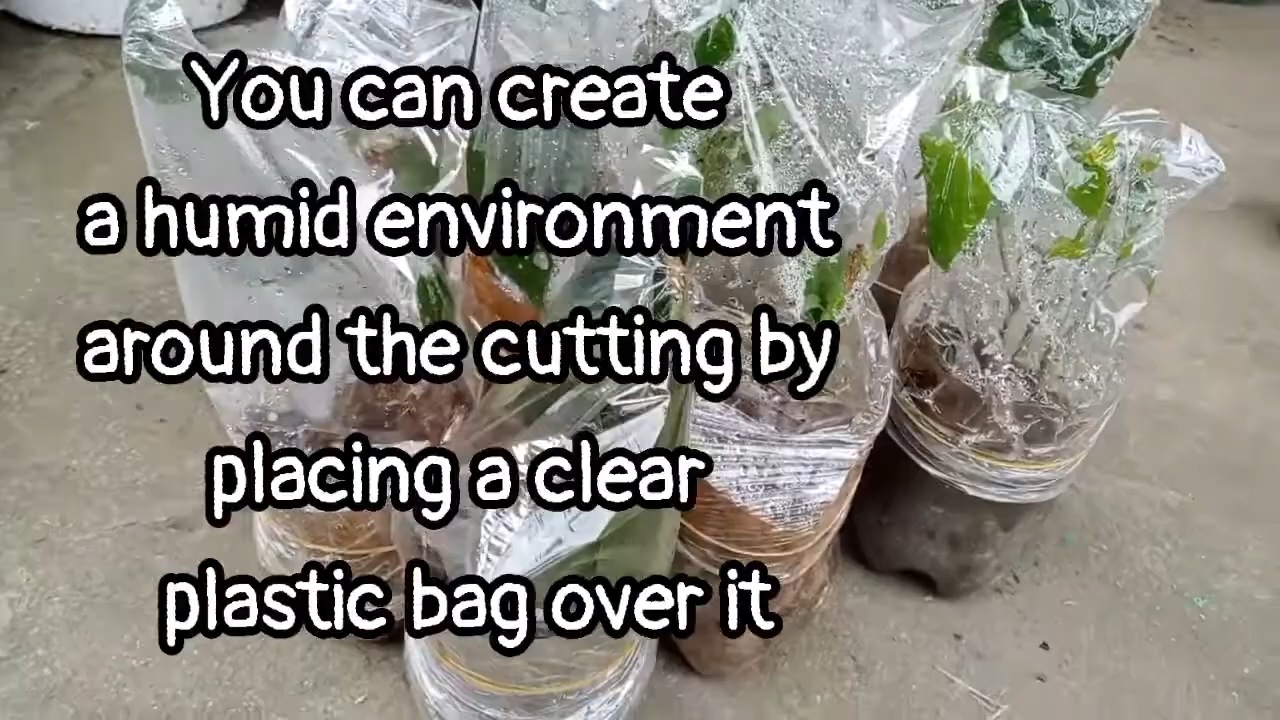 You can create
a humid environment
around the cutting by
placing a clear
plastic bag over it